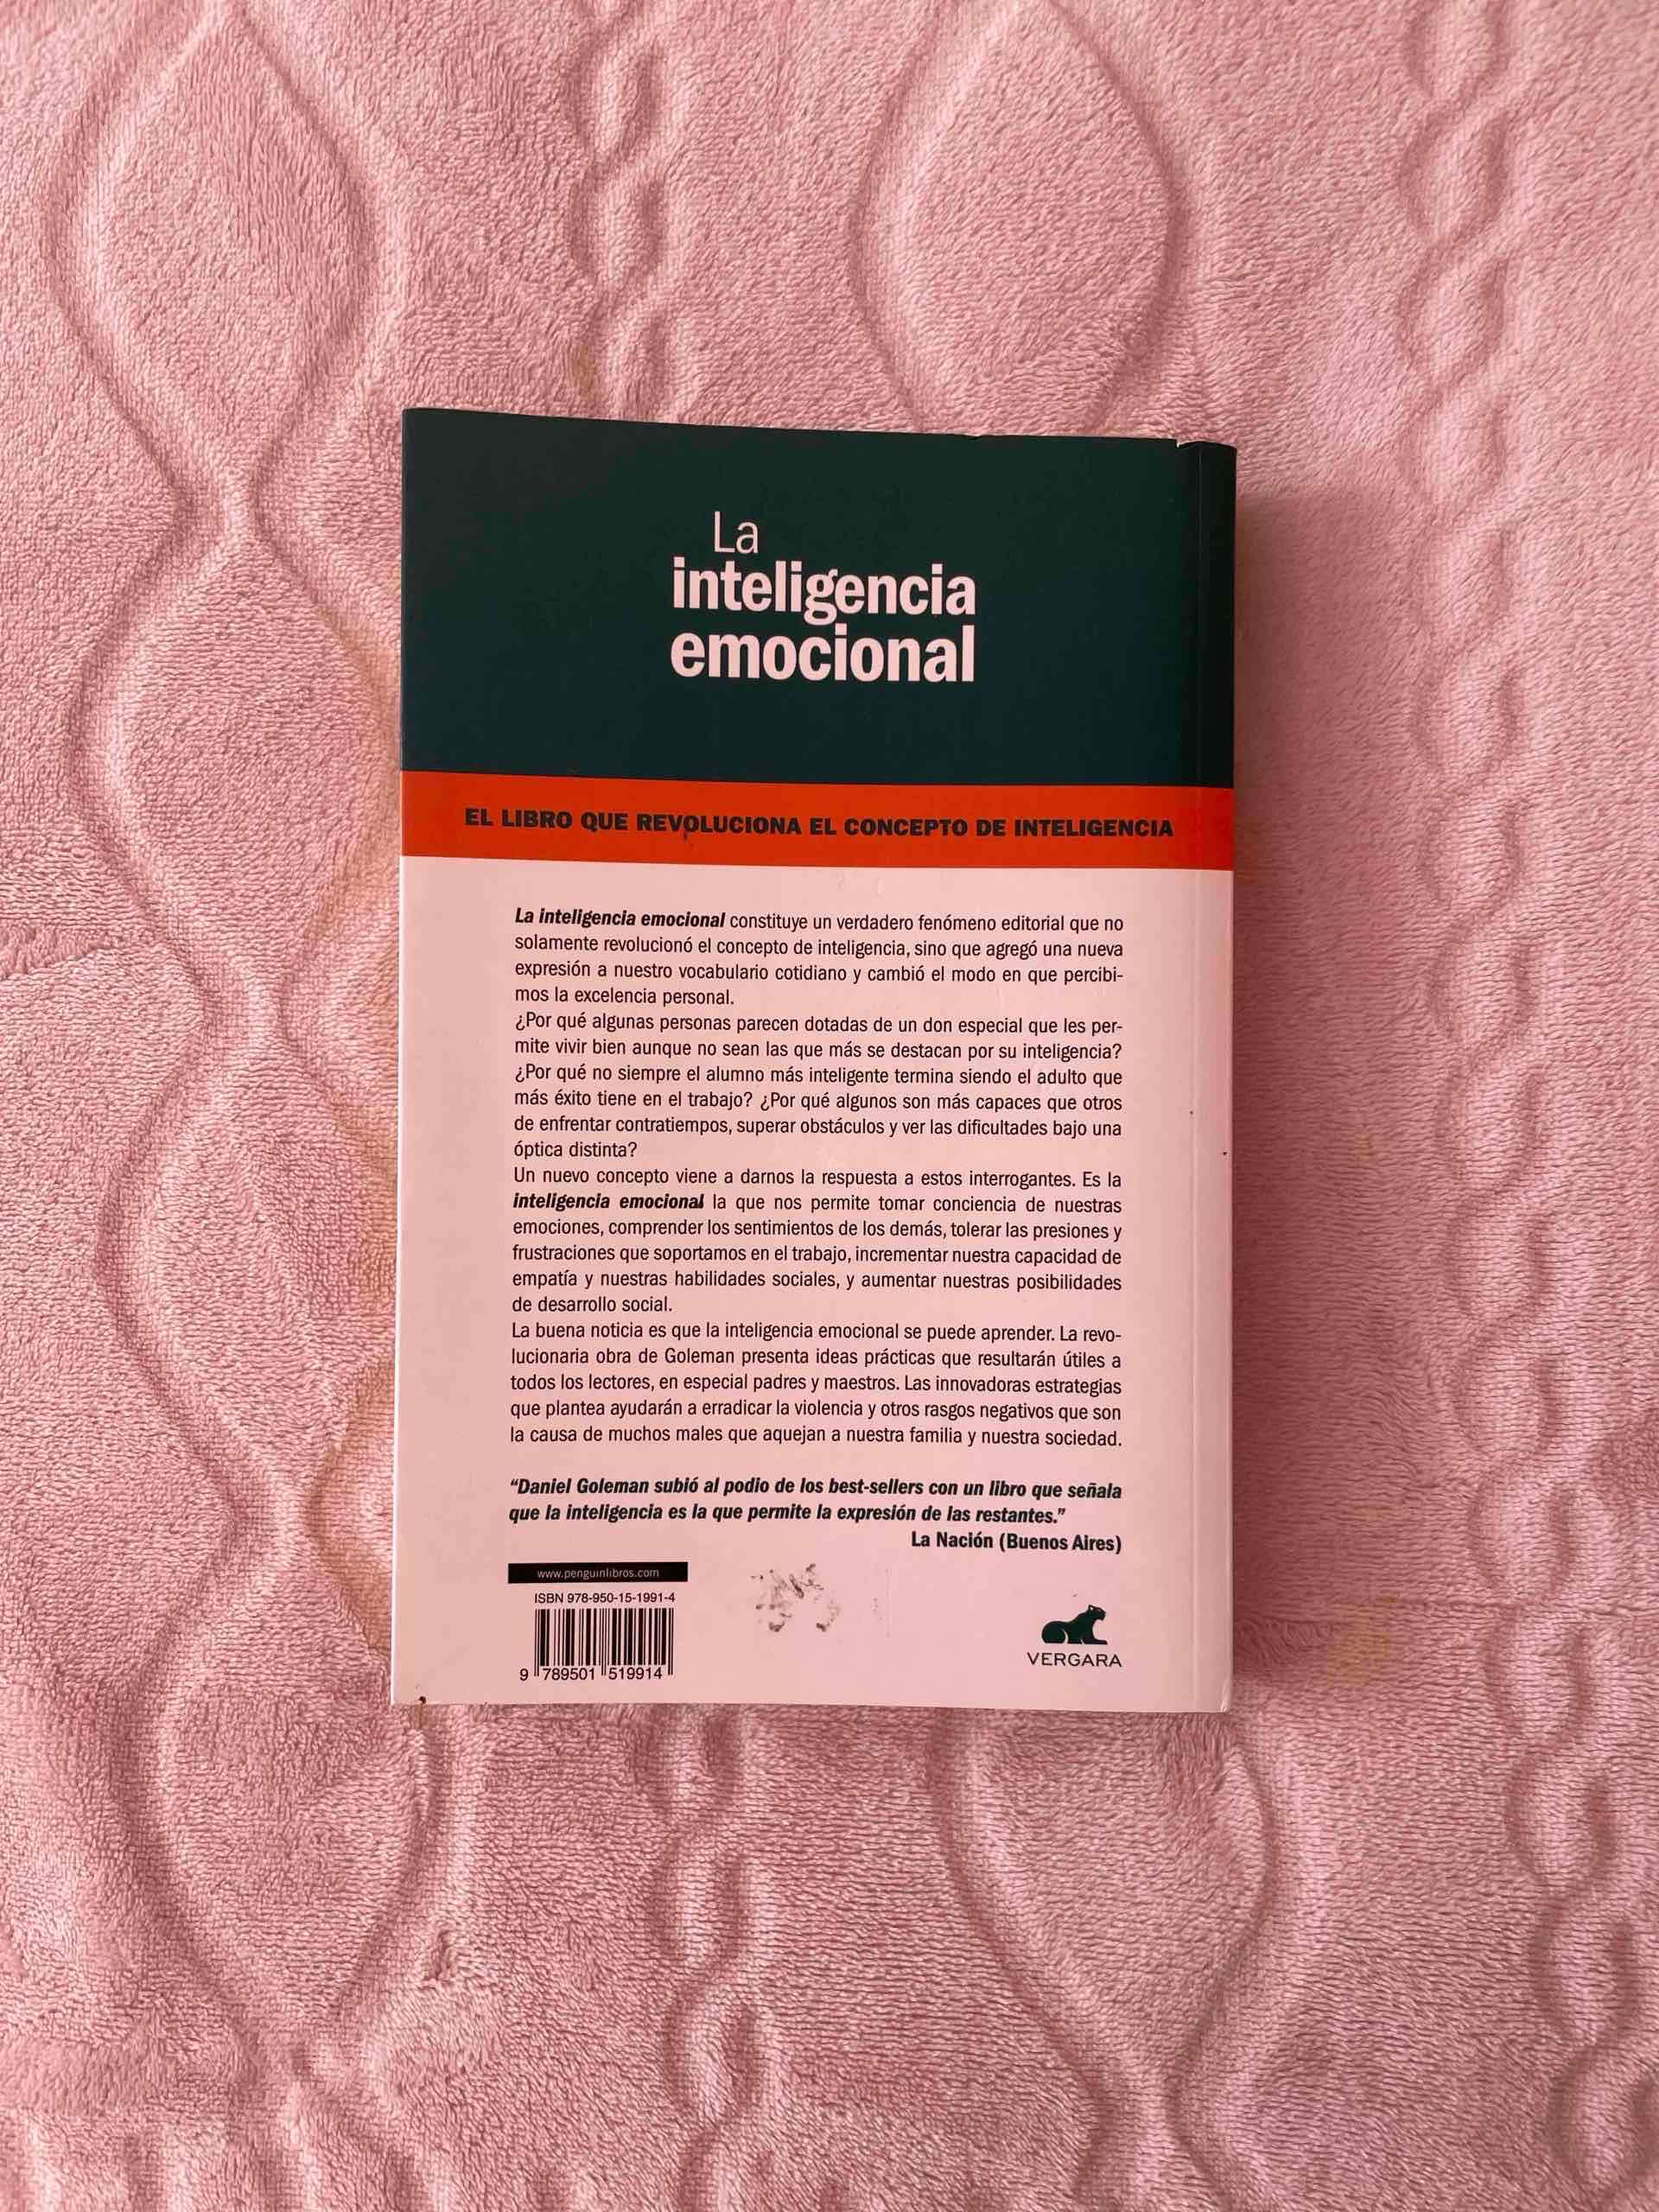 La
inteligencia
emocional
EL LIBRO QUE REVOLUCIONA EL CONCEPTO DE INTELIGENCIA
La inteligencia emocional constituye un verdadero fenómeno editorial que no
solamente revolucionó el concepto de inteligencia, sino que agregó una nueva
expresión a nuestro vocabulario cotidiano y cambió el modo en que percibi-
mos la excelencia personal.
¿Por qué algunas personas parecen dotadas de un don especial que les per-
mite vivir bien aunque no sean las que más se destacan por su inteligencia?
¿Por qué no siempre el alumno más inteligente termina siendo el adulto que
más éxito tiene en el trabajo? ¿Por qué algunos son más capaces que otros
de enfrentar contratiempos, superar obstáculos y ver las dificultades bajo una
óptica distinta?
Un nuevo concepto viene a darnos la respuesta a estos interrogantes. Es la
inteligencia emocional la que nos permite tomar conciencia de nuestras
emociones, comprender los sentimientos de los demás, tolerar las presiones y
frustraciones que soportamos en el trabajo, incrementar nuestra capacidad de
empatía y nuestras habilidades sociales, y aumentar nuestras posibilidades
de desarrollo social.
La buena noticia es que la inteligencia emocional se puede aprender. La revo-
lucionaria obra de Goleman presenta ideas prácticas que resultarán útiles a
todos los lectores, en especial padres y maestros. Las innovadoras estrategias
que plantea ayudarán a erradicar la violencia y otros rasgos negativos que son
la causa de muchos males que aquejan a nuestra familia y nuestra sociedad.
“Daniel Goleman subió al podio de los best-sellers con un libro que señala
que la inteligencia es la que permite la expresión de las restantes.”
La Nación (Buenos Aires)
www.penguinlibros.com
ISBN 978-950-15-1991-4
9 789501 519914
VERGARA